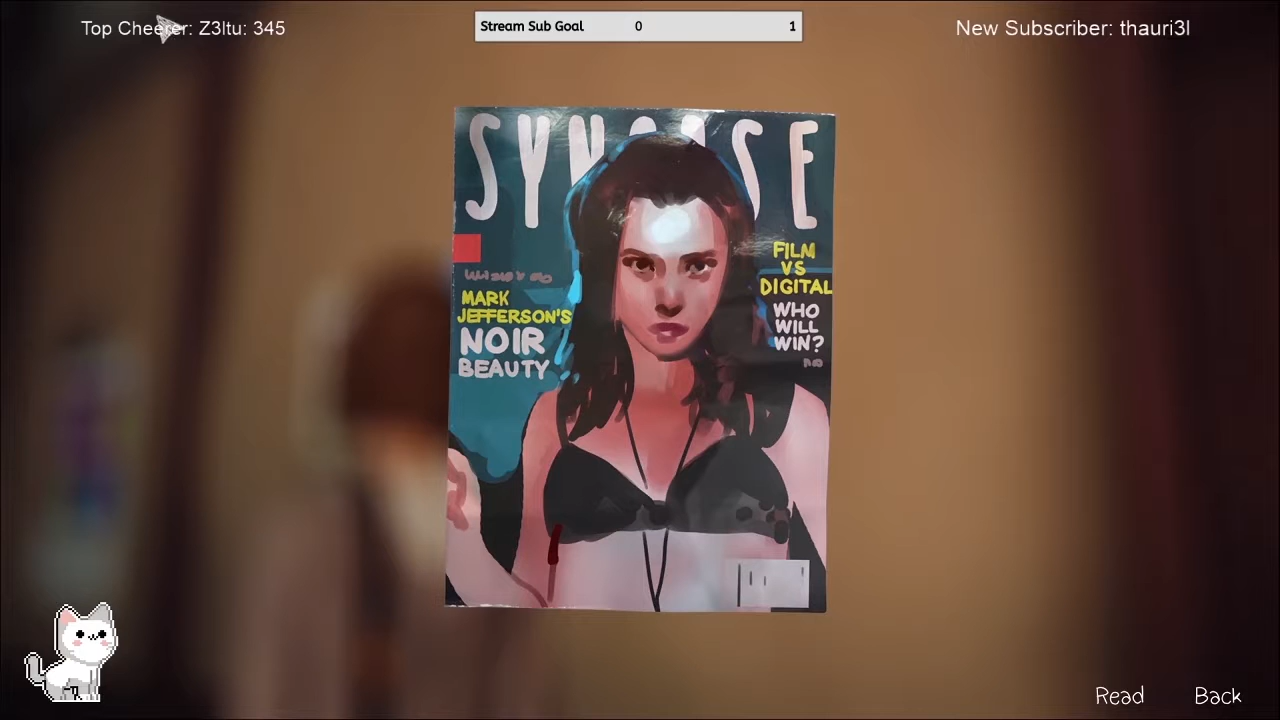 Top Cheerer: Z3ltu: 345
Stream Sub Goal 0 1
New Subscriber: thauri3l
MARK
JEFFERSON'S
NOIR
BEAUTY
FILM
VS
DIGITAL
WHO
WILL
WIN?
Read
Back